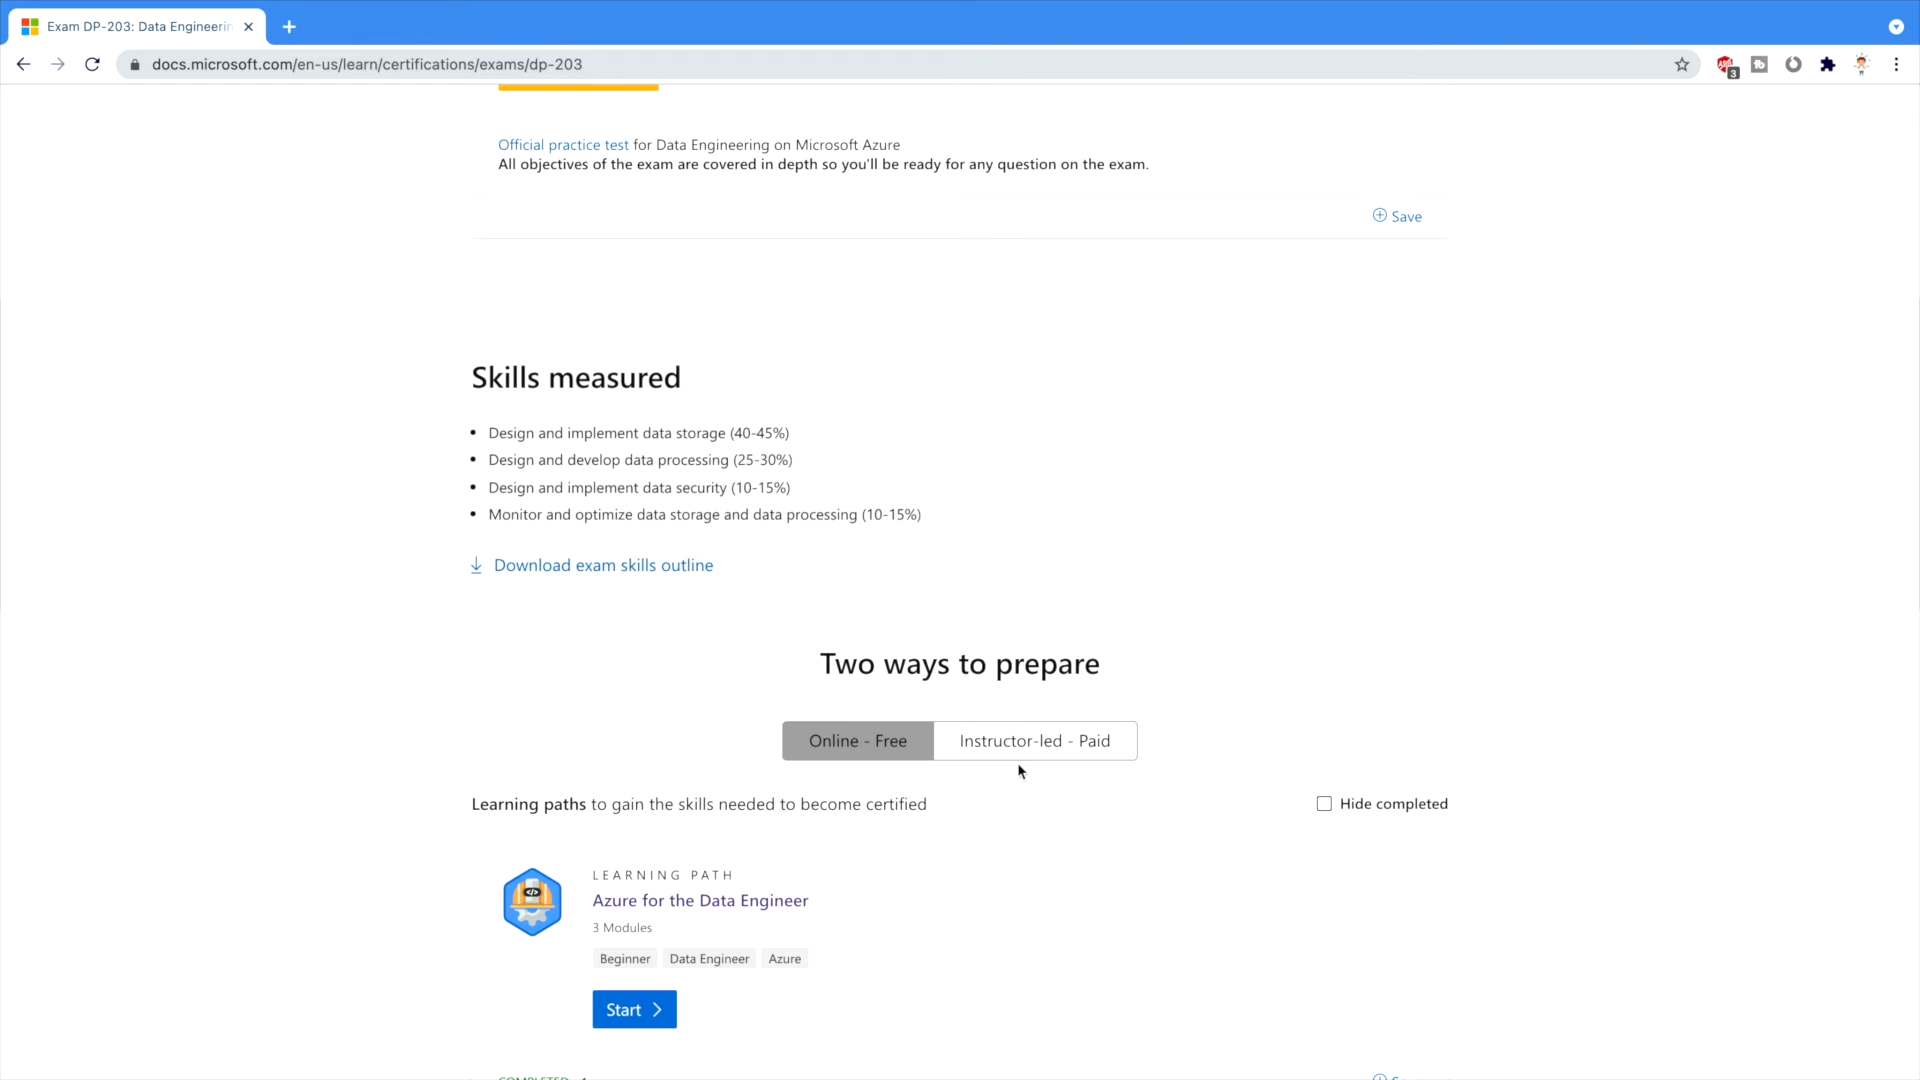 Exam DP-203: Data Engineerin
docs.microsoft.com/en-us/learn/certifications/exams/dp-203
3
Official practice test for Data Engineering on Microsoft Azure
All objectives of the exam are covered in depth so you'll be ready for any question on the exam.
Save
Skills measured
• Design and implement data storage (40-45%)
• Design and develop data processing (25-30%)
• Design and implement data security (10-15%)
• Monitor and optimize data storage and data processing (10-15%)
Download exam skills outline
Two ways to prepare
Online - Free
Instructor-led - Paid
Learning paths to gain the skills needed to become certified
Hide completed
LEARNING PATH
Azure for the Data Engineer
3 Modules
Beginner Data Engineer Azure
Start